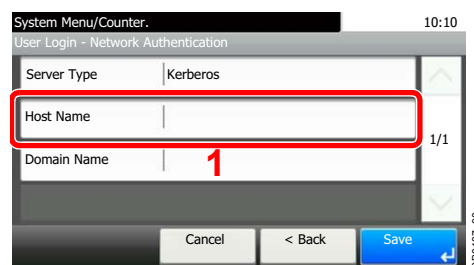 System Menu/Counter. 10:10
User Login - Network Authentication
Server Type Kerberos
Host Name
1/1
Domain Name 1
Cancel < Back Save